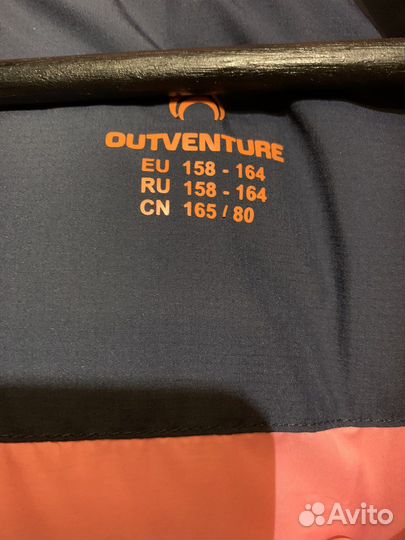 OUTVENTURE
EU 158 - 164
RU 158 - 164
CN 165 / 80
Avito